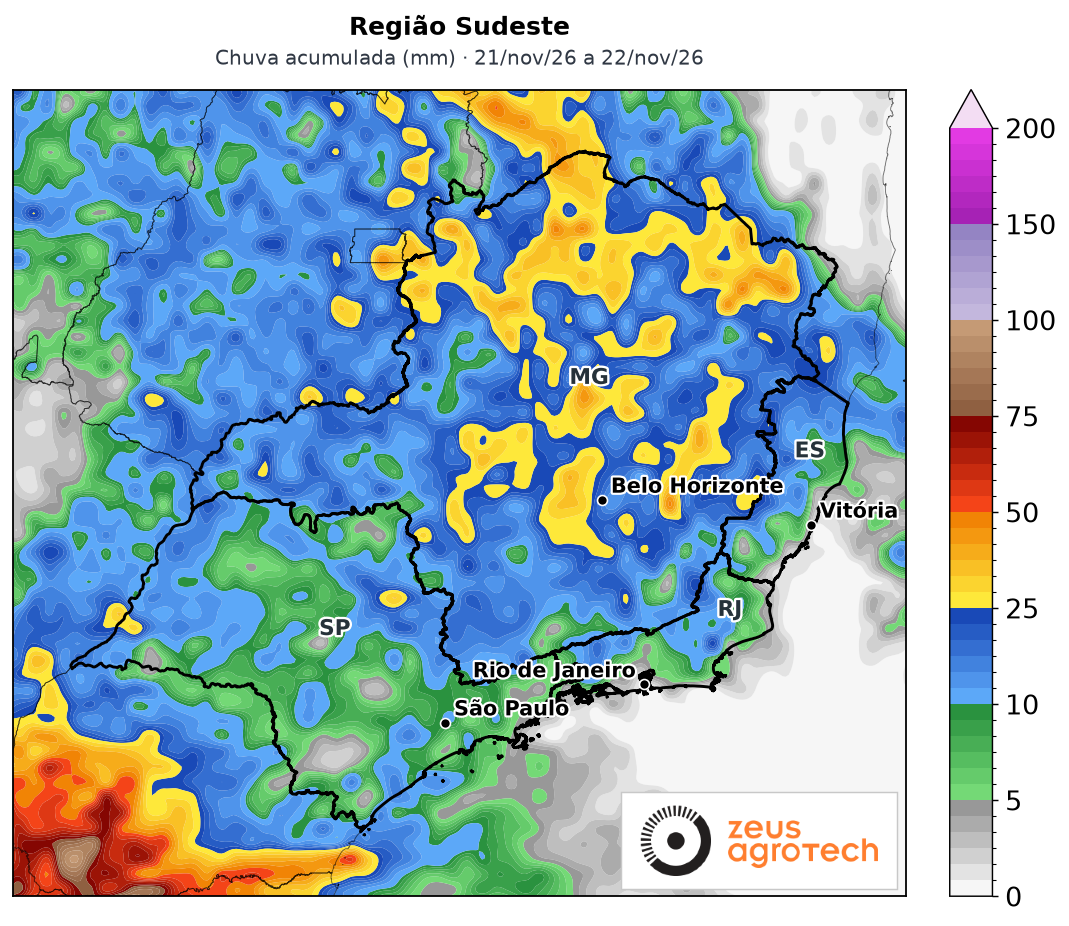 Região Sudeste
Chuva acumulada (mm) · 21/nov/26 a 22/nov/26
200
150
100
75
50
25
10
5
0
MG
ES
Belo Horizonte
Vitória
RJ
SP
Rio de Janeiro
São Paulo
zeus
agrotech